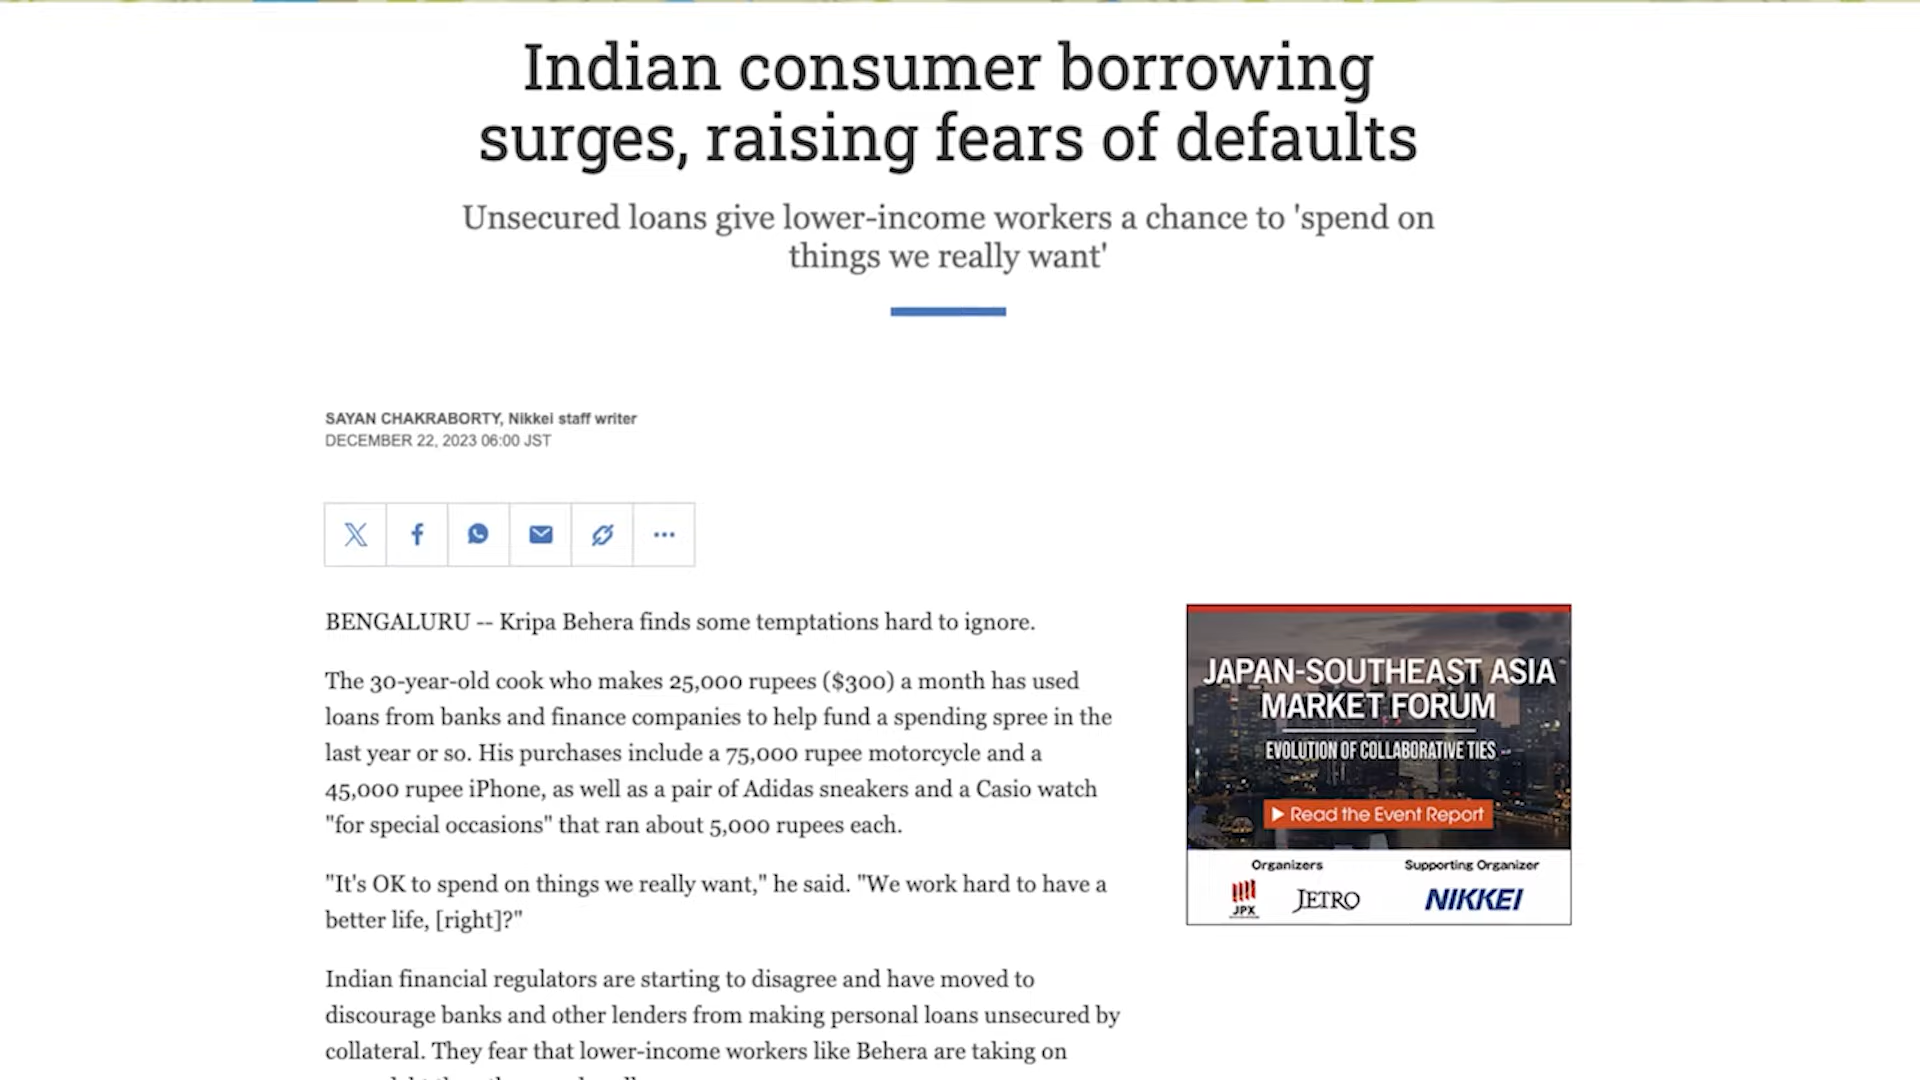 Indian consumer borrowing
surges, raising fears of defaults
Unsecured loans give lower-income workers a chance to 'spend on
things we really want'
SAYAN CHAKRABORTY, Nikkei staff writer
DECEMBER 22, 2023 06:00 JST
BENGALURU -- Kripa Behera finds some temptations hard to ignore.
The 30-year-old cook who makes 25,000 rupees ($300) a month has used
loans from banks and finance companies to help fund a spending spree in the
last year or so. His purchases include a 75,000 rupee motorcycle and a
45,000 rupee iPhone, as well as a pair of Adidas sneakers and a Casio watch
"for special occasions" that ran about 5,000 rupees each.
"It's OK to spend on things we really want," he said. "We work hard to have a
better life, [right]?"
Indian financial regulators are starting to disagree and have moved to
discourage banks and other lenders from making personal loans unsecured by
collateral. They fear that lower-income workers like Behera are taking on
JAPAN-SOUTHEAST ASIA
MARKET FORUM
EVOLUTION OF COLLABORATIVE TIES
Read the Event Report
Organizers
Supporting Organizer
JPX
JETRO
NIKKEI